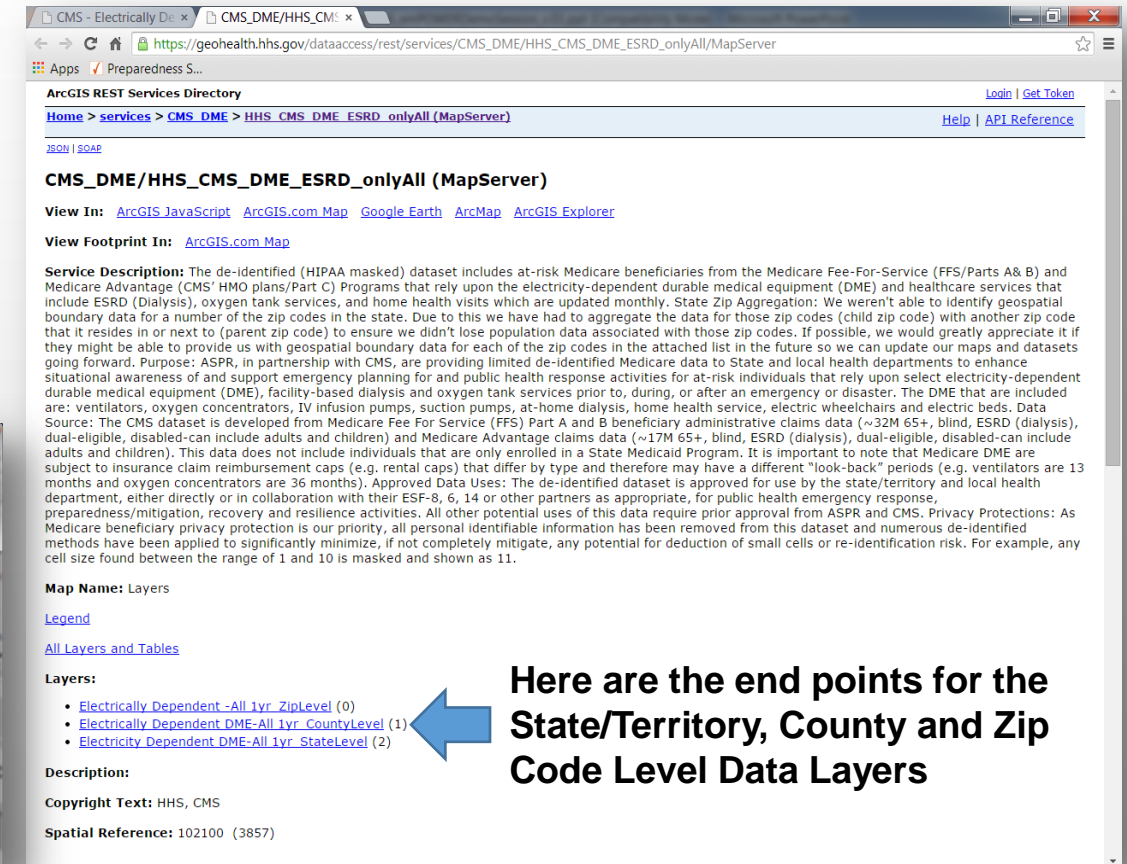 CMS - Electrically De
CMS_DME/HHS_CMS
https://geohealth.hhs.gov/dataaccess/rest/services/CMS_DME/HHS_CMS_DME_ESRD_onlyAll/MapServer
Apps
Preparedness S...
ArcGIS REST Services Directory
Login | Get Token
Home > services > CMS_DME > HHS_CMS_DME_ESRD_onlyAll (MapServer)
Help | API Reference
JSON | SOAP
CMS_DME/HHS_CMS_DME_ESRD_onlyAll (MapServer)
View In: ArcGIS JavaScript ArcGIS.com Map Google Earth ArcMap ArcGIS Explorer
View Footprint In: ArcGIS.com Map
Service Description: The de-identified (HIPAA masked) dataset includes at-risk Medicare beneficiaries from the Medicare Fee-For-Service (FFS/Parts A& B) and
Medicare Advantage (CMS' HMO plans/Part C) Programs that rely upon the electricity-dependent durable medical equipment (DME) and healthcare services that
include ESRD (Dialysis), oxygen tank services, and home health visits which are updated monthly. State Zip Aggregation: We weren't able to identify geospatial
boundary data for a number of the zip codes in the state. Due to this we have had to aggregate the data for those zip codes (child zip code) with another zip code
that it resides in or next to (parent zip code) to ensure we didn't lose population data associated with those zip codes. If possible, we would greatly appreciate it if
they might be able to provide us with geospatial boundary data for each of the zip codes in the attached list in the future so we can update our maps and datasets
going forward. Purpose: ASPR, in partnership with CMS, are providing limited de-identified Medicare data to State and local health departments to enhance
situational awareness of and support emergency planning for and public health response activities for at-risk individuals that rely upon select electricity-dependent
durable medical equipment (DME), facility-based dialysis and oxygen tank services prior to, during, or after an emergency or disaster. The DME that are included
are: ventilators, oxygen concentrators, IV infusion pumps, suction pumps, at-home dialysis, home health service, electric wheelchairs and electric beds. Data
Source: The CMS dataset is developed from Medicare Fee For Service (FFS) Part A and B beneficiary administrative claims data (~32M 65+, blind, ESRD (dialysis),
dual-eligible, disabled-can include adults and children) and Medicare Advantage claims data (~17M 65+, blind, ESRD (dialysis), dual-eligible, disabled-can include
adults and children). This data does not include individuals that are only enrolled in a State Medicaid Program. It is important to note that Medicare DME are
subject to insurance claim reimbursement caps (e.g. rental caps) that differ by type and therefore may have a different "look-back" periods (e.g. ventilators are 13
months and oxygen concentrators are 36 months). Approved Data Uses: The de-identified dataset is approved for use by the state/territory and local health
department, either directly or in collaboration with their ESF-8, 6, 14 or other partners as appropriate, for public health emergency response,
preparedness/mitigation, recovery and resilience activities. All other potential uses of this data require prior approval from ASPR and CMS. Privacy Protections: As
Medicare beneficiary privacy protection is our priority, all personal identifiable information has been removed from this dataset and numerous de-identified
methods have been applied to significantly minimize, if not completely mitigate, any potential for deduction of small cells or re-identification risk. For example, any
cell size found between the range of 1 and 10 is masked and shown as 11.
Map Name: Layers
Legend
All Layers and Tables
Layers:
• Electrically Dependent -All 1yr_ZipLevel (0)
• Electrically Dependent DME-All 1yr_CountyLevel (1)
• Electricity Dependent DME-All 1yr_StateLevel (2)
Here are the end points for the
State/Territory, County and Zip
Code Level Data Layers
Description:
Copyright Text: HHS, CMS
Spatial Reference: 102100 (3857)